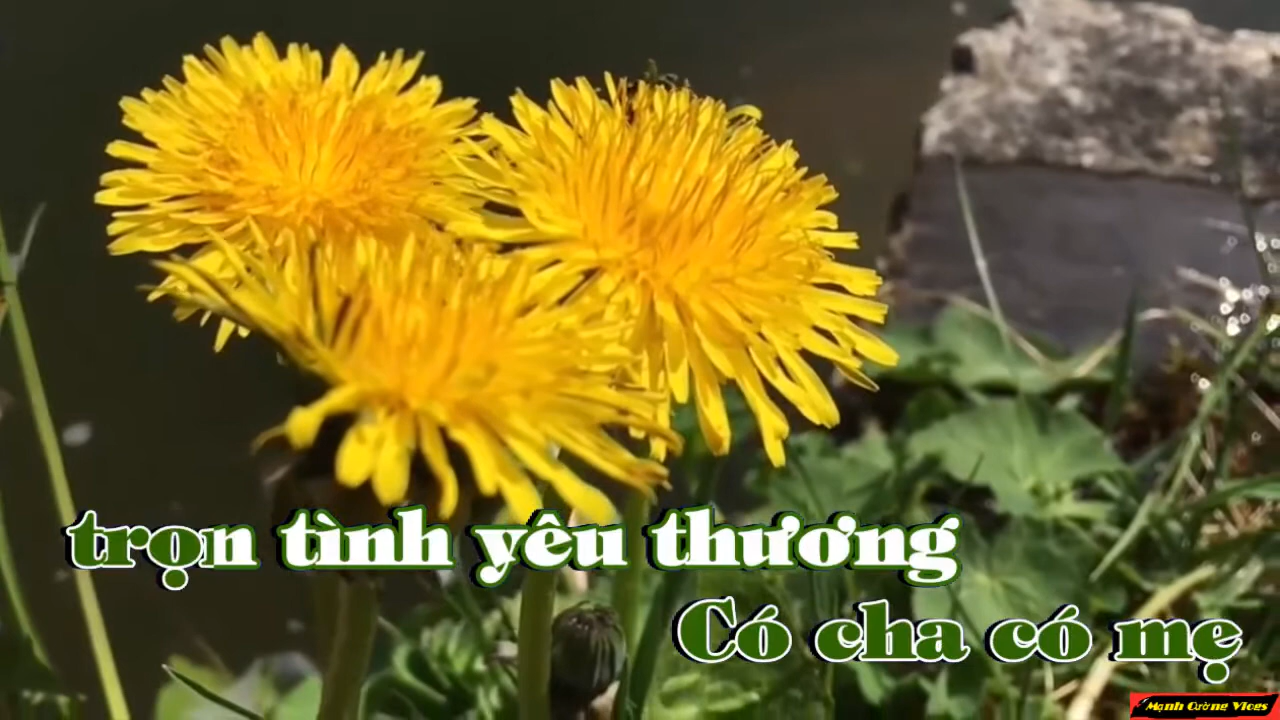 trọn tình yêu thương
Có cha có mẹ
Mạnh Cường Vlogs